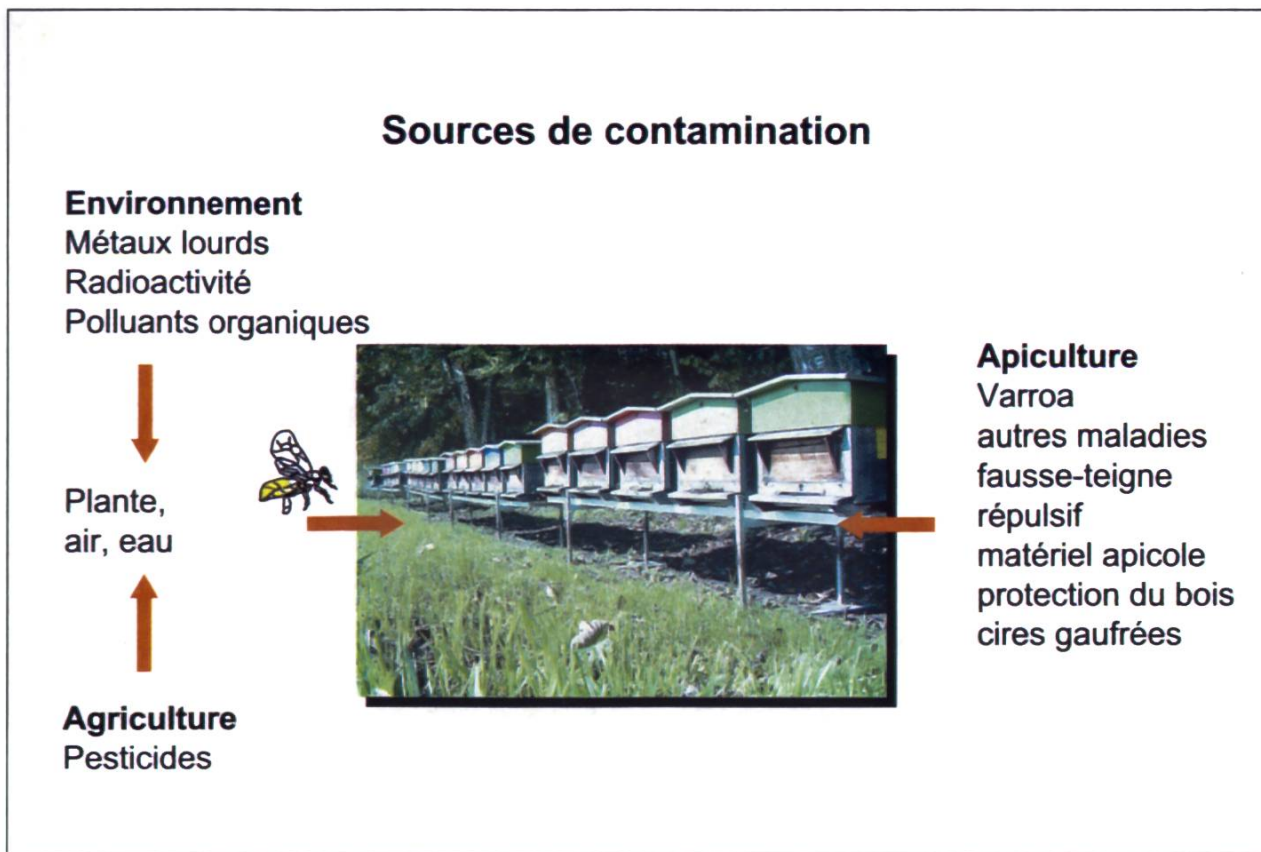 Sources de contamination
Environnement
Métaux lourds
Radioactivité
Polluants organiques
Plante,
air, eau
Agriculture
Pesticides
Apiculture
Varroa
autres maladies
fausse-teigne
répulsif
matériel apicole
protection du bois
cires gaufrées